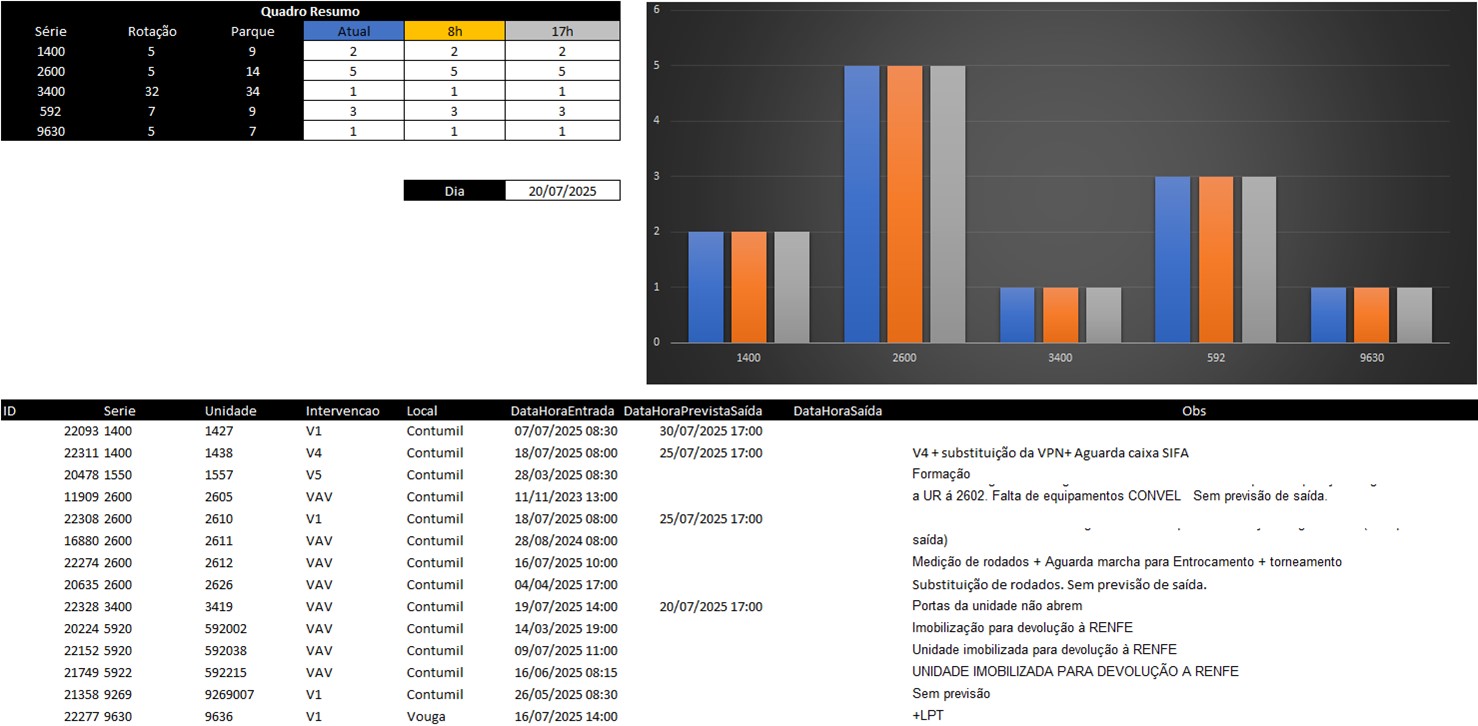 Quadro Resumo
Série Rotação Parque Atual 8h 17h
1400 5 9 2 2 2
2600 5 14 5 5 5
3400 32 34 1 1 1
592 7 9 3 3 3
9630 5 7 1 1 1
Dia 20/07/2025
6
5
4
3
2
1
0
1400 2600 3400 592 9630
ID Serie Unidade Intervencao Local DataHoraEntrada DataHoraPrevistaSaída DataHoraSaída Obs
22093 1400 1427 V1 Contumil 07/07/2025 08:30 30/07/2025 17:00
22311 1400 1438 V4 Contumil 18/07/2025 08:00 25/07/2025 17:00 V4 + substituição da VPN+ Aguarda caixa SIFA
20478 1550 1557 V5 Contumil 28/03/2025 08:30 Formação
11909 2600 2605 VAV Contumil 11/11/2023 13:00 a UR á 2602. Falta de equipamentos CONVEL Sem previsão de saída.
22308 2600 2610 V1 Contumil 18/07/2025 08:00 25/07/2025 17:00
16880 2600 2611 VAV Contumil 28/08/2024 08:00 saída)
22274 2600 2612 VAV Contumil 16/07/2025 10:00 Medição de rodados + Aguarda marcha para Entrocamento + torneamento
20635 2600 2626 VAV Contumil 04/04/2025 17:00 Substituição de rodados. Sem previsão de saída.
22328 3400 3419 VAV Contumil 19/07/2025 14:00 20/07/2025 17:00 Portas da unidade não abrem
20224 5920 592002 VAV Contumil 14/03/2025 19:00 Imobilização para devolução à RENFE
22152 5920 592038 VAV Contumil 09/07/2025 11:00 Unidade imobilizada para devolução à RENFE
21749 5922 592215 VAV Contumil 16/06/2025 08:15 UNIDADE IMOBILIZADA PARA DEVOLUÇÃO A RENFE
21358 9269 9269007 V1 Contumil 26/05/2025 08:30 Sem previsão
22277 9630 9636 V1 Vouga 16/07/2025 14:00 +LPT